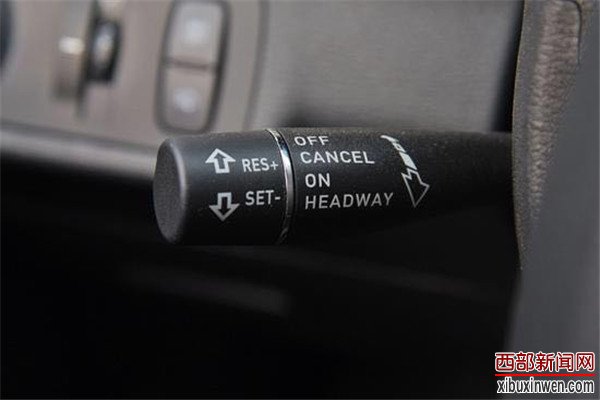 RES+
SET-
OFF
CANCEL
ON
HEADWAY
西部新闻网
xibuxinwen.com